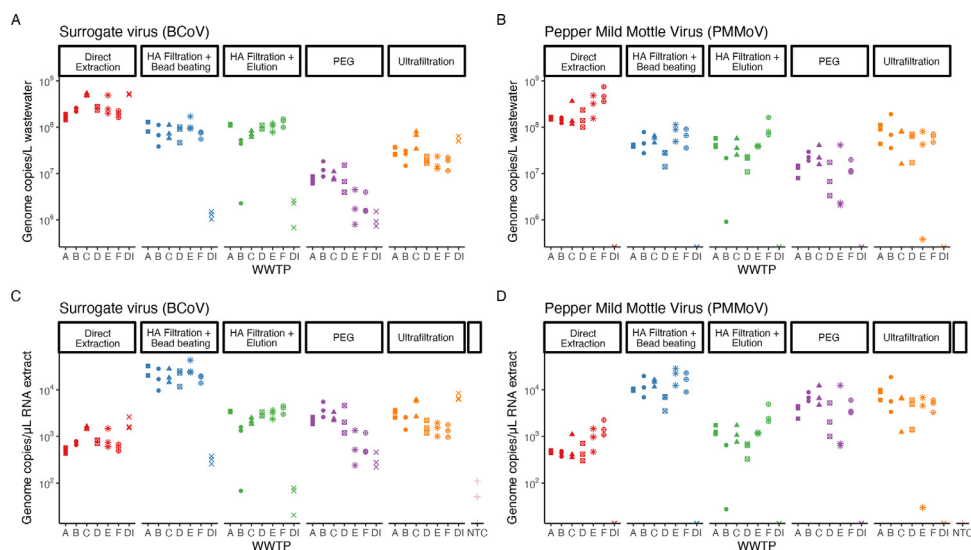 A
Surrogate virus (BCoV)
Direct
Extraction
HA Filtration +
Bead beating
HA Filtration +
Elution
PEG
Ultrafiltration
Genome copies/L wastewater
10⁹
10⁸
10⁷
10⁶
A B C D E F DI
A B C D E F DI
A B C D E F DI
A B C D E F DI
A B C D E F DI
WWTP
B
Pepper Mild Mottle Virus (PMMoV)
Direct
Extraction
HA Filtration +
Bead beating
HA Filtration +
Elution
PEG
Ultrafiltration
Genome copies/L wastewater
10⁹
10⁸
10⁷
10⁶
A B C D E F DI
A B C D E F DI
A B C D E F DI
A B C D E F DI
A B C D E F DI
WWTP
C
Surrogate virus (BCoV)
Direct
Extraction
HA Filtration +
Bead beating
HA Filtration +
Elution
PEG
Ultrafiltration
Genome copies/μL RNA extract
10⁴
10³
10²
A B C D E F DI
A B C D E F DI
A B C D E F DI
A B C D E F DI
A B C D E F DI
NTC
WWTP
D
Pepper Mild Mottle Virus (PMMoV)
Direct
Extraction
HA Filtration +
Bead beating
HA Filtration +
Elution
PEG
Ultrafiltration
Genome copies/μL RNA extract
10⁴
10³
10²
A B C D E F DI
A B C D E F DI
A B C D E F DI
A B C D E F DI
A B C D E F DI
NTC
WWTP